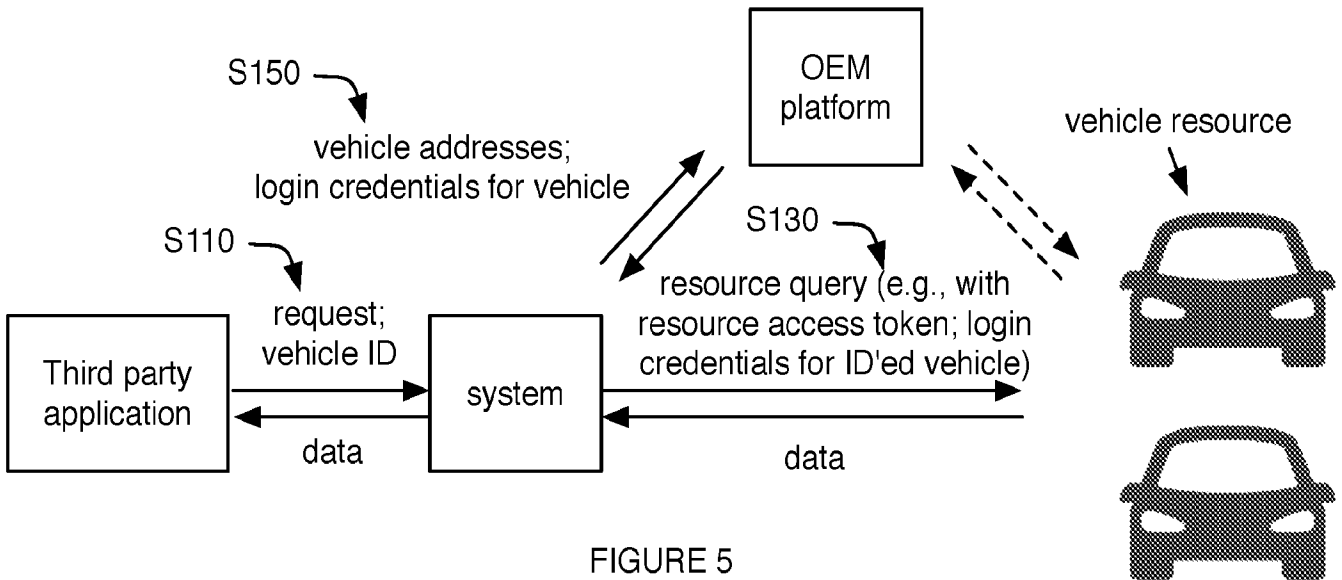 S150
OEM
platform
vehicle addresses;
login credentials for vehicle
vehicle resource
S110
S130
request;
vehicle ID
resource query (e.g., with
resource access token; login
credentials for ID'ed vehicle)
Third party
application
system
data
data
FIGURE 5